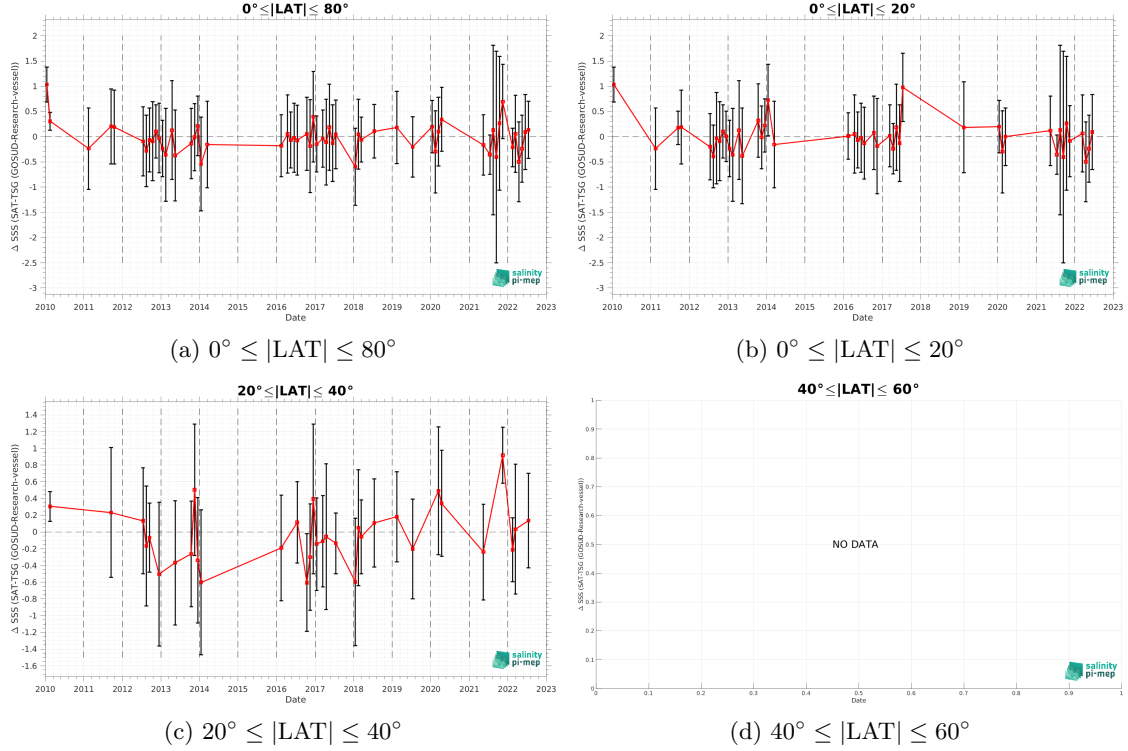 0°≤|LAT|≤ 80°
Δ SSS (SAT-TSG (GOSUD-Research-vessel))
2
1.5
1
0.5
0
-0.5
-1
-1.5
-2
-2.5
-3
2010 2011 2012 2013 2014 2015 2016 2017 2018 2019 2020 2021 2022 2023
Date
salinity
pi-mep
(a) 0° ≤ |LAT| ≤ 80°
0°≤|LAT|≤ 20°
Δ SSS (SAT-TSG (GOSUD-Research-vessel))
2
1.5
1
0.5
0
-0.5
-1
-1.5
-2
-2.5
-3
2010 2011 2012 2013 2014 2015 2016 2017 2018 2019 2020 2021 2022 2023
Date
salinity
pi-mep
(b) 0° ≤ |LAT| ≤ 20°
20°≤|LAT|≤ 40°
Δ SSS (SAT-TSG (GOSUD-Research-vessel))
1.4
1.2
1
0.8
0.6
0.4
0.2
0
-0.2
-0.4
-0.6
-0.8
-1
-1.2
-1.4
-1.6
2010 2011 2012 2013 2014 2015 2016 2017 2018 2019 2020 2021 2022 2023
Date
salinity
pi-mep
(c) 20° ≤ |LAT| ≤ 40°
40°≤|LAT|≤ 60°
Δ SSS (SAT-TSG (GOSUD-Research-vessel))
1
0.9
0.8
0.7
0.6
0.5
0.4
0.3
0.2
0.1
0
NO DATA
0 0.1 0.2 0.3 0.4 0.5 0.6 0.7 0.8 0.9 1
Date
salinity
pi-mep
(d) 40° ≤ |LAT| ≤ 60°